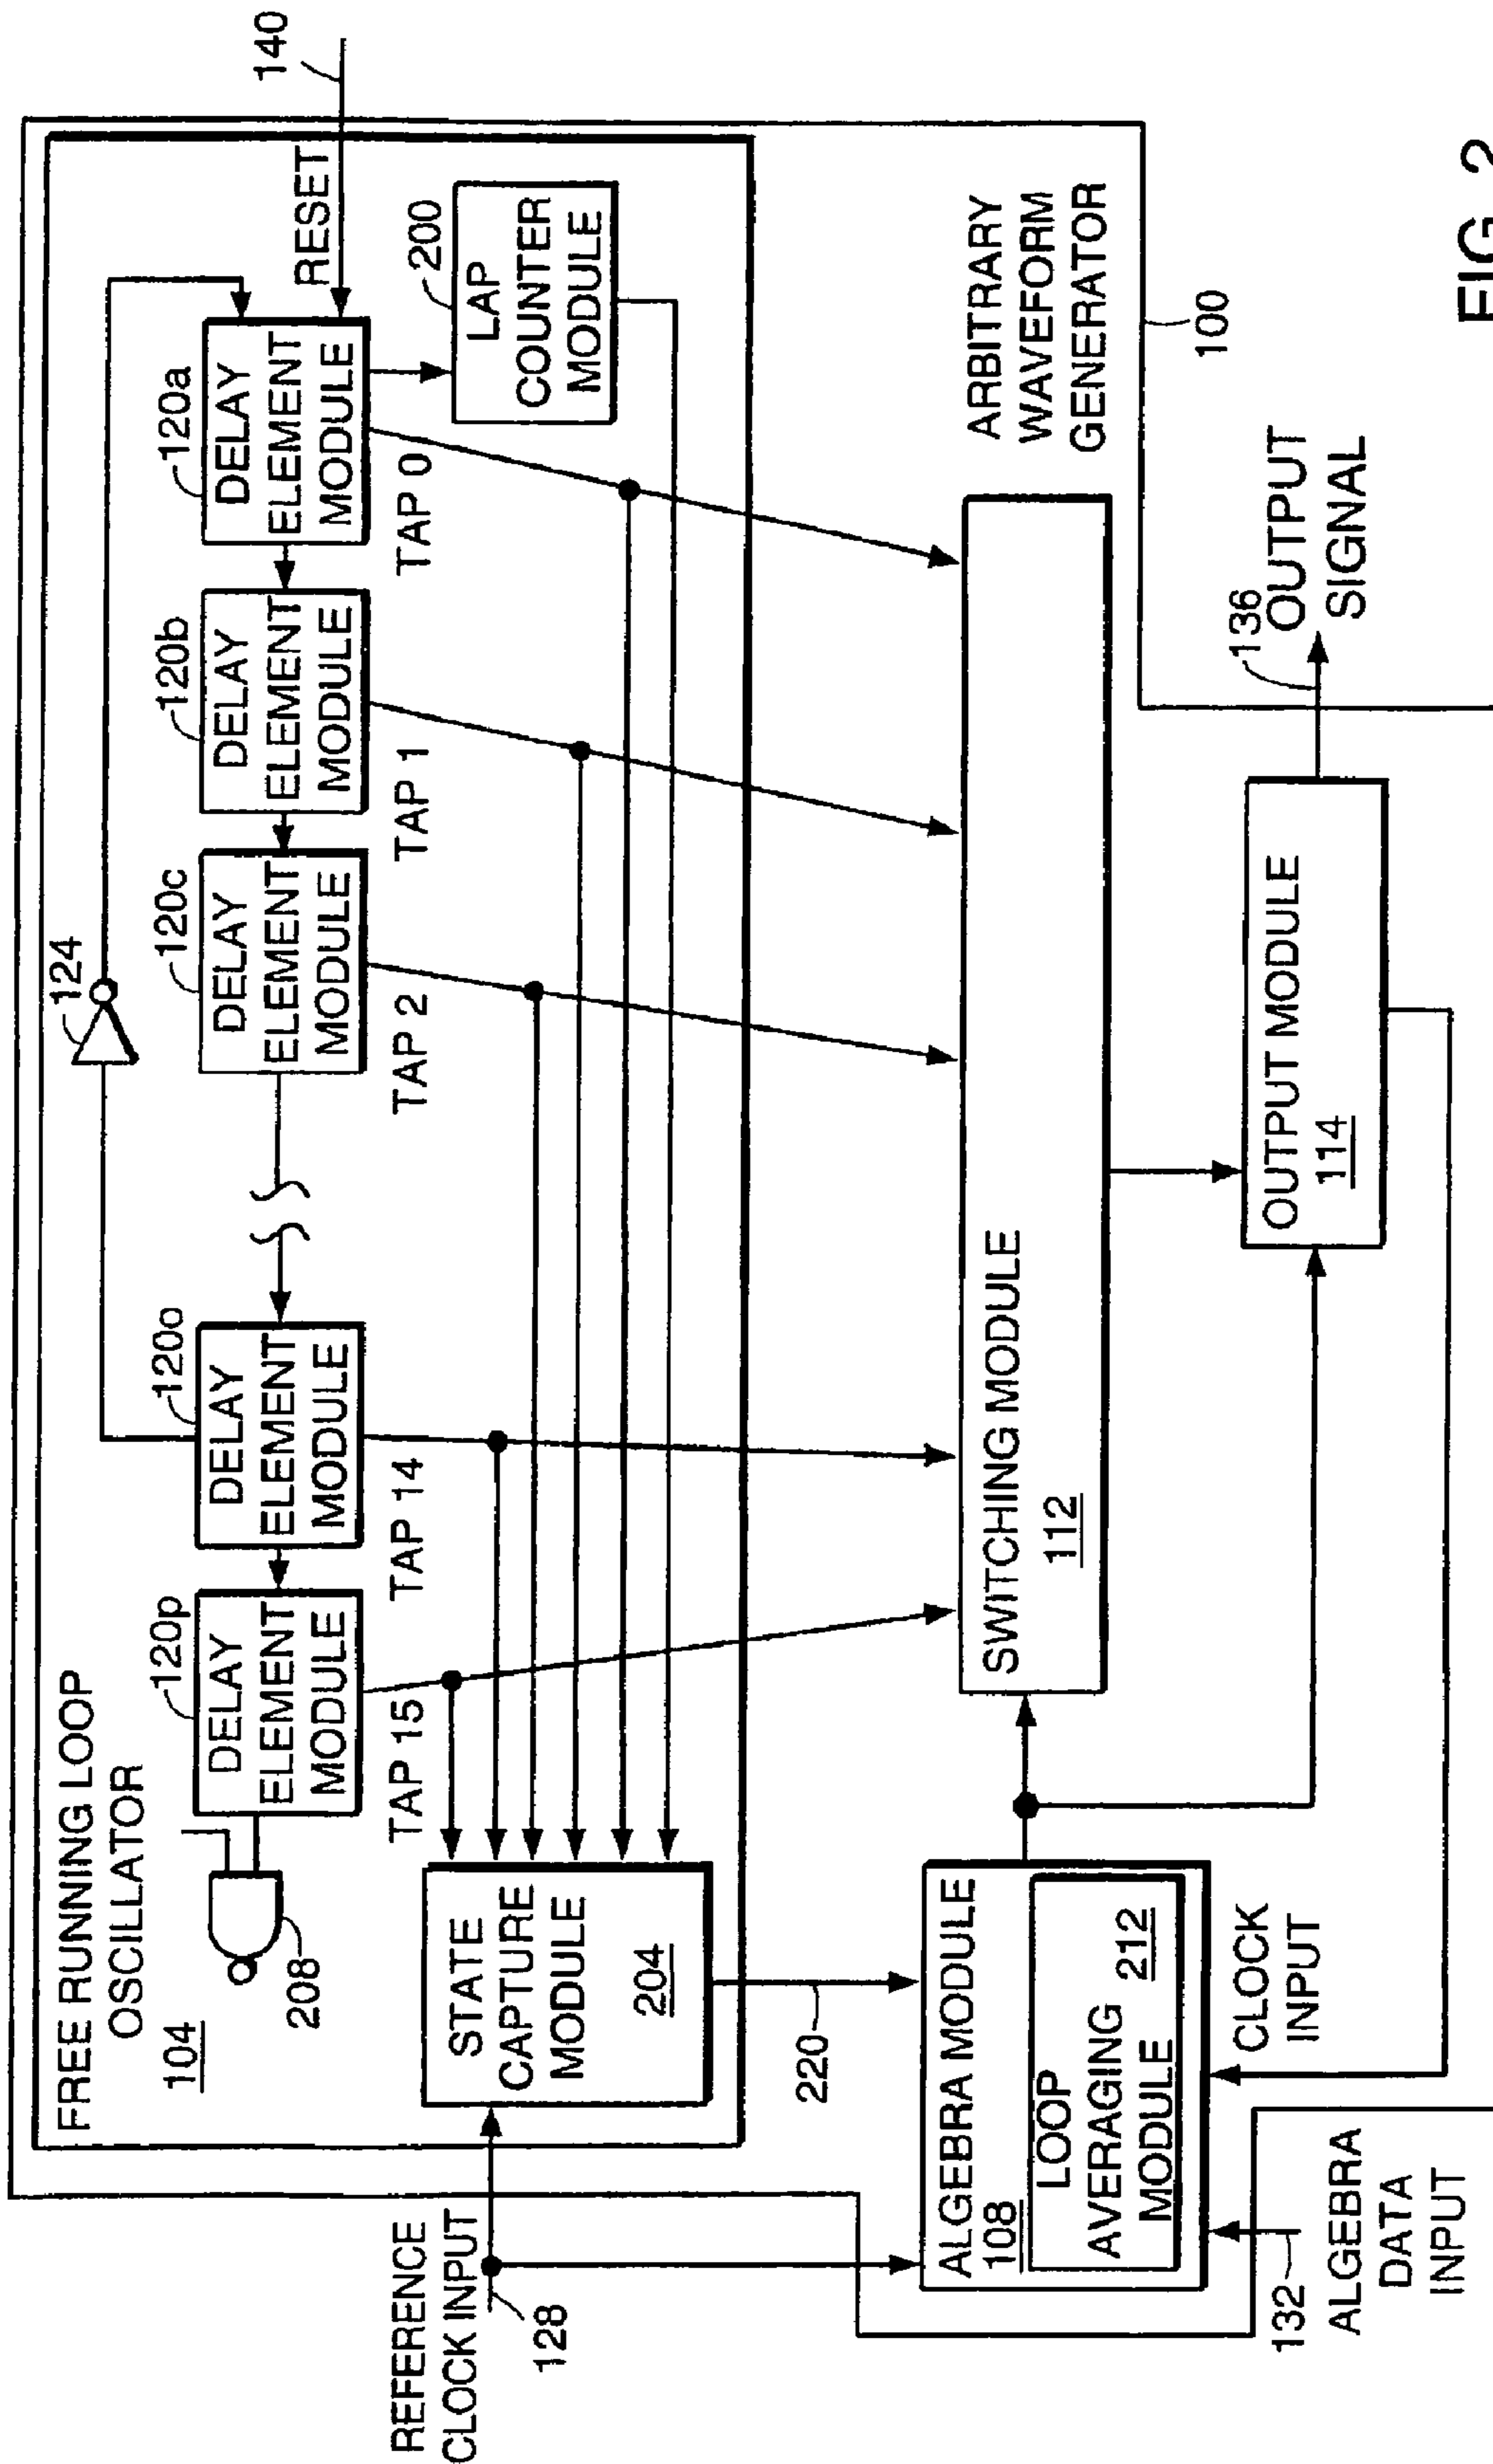 FREE RUNNING LOOP
OSCILLATOR
104
208
124
120p
DELAY
ELEMENT
MODULE
120o
DELAY
ELEMENT
MODULE
120c
DELAY
ELEMENT
MODULE
120b
DELAY
ELEMENT
MODULE
120a
DELAY
ELEMENT
MODULE
RESET
140
TAP 15
TAP 14
TAP 2
TAP 1
TAP 0
200
LAP
COUNTER
MODULE
STATE
CAPTURE
MODULE
204
REFERENCE
CLOCK INPUT
128
220
ALGEBRA MODULE
108
LOOP
AVERAGING
MODULE
212
SWITCHING MODULE
112
ARBITRARY
WAVEFORM
GENERATOR
100
132
ALGEBRA
DATA
INPUT
CLOCK
INPUT
OUTPUT MODULE
114
136
OUTPUT
SIGNAL
FIG. 2